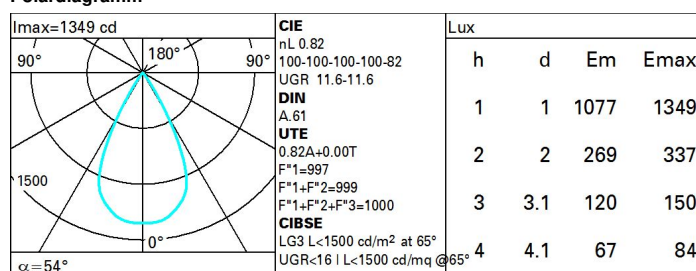 Imax=1349 cd
90° 180° 90°
1500
0°
α=54°
CIE
nL 0.82
100-100-100-100-82
UGR 11.6-11.6
DIN
A.61
UTE
0.82A+0.00T
F"1=997
F"1+F"2=999
F"1+F"2+F"3=1000
CIBSE
LG3 L<1500 cd/m² at 65°
UGR<16 | L<1500 cd/mq @65°
Lux
h d Em Emax
1 1 1077 1349
2 2 269 337
3 3.1 120 150
4 4.1 67 84